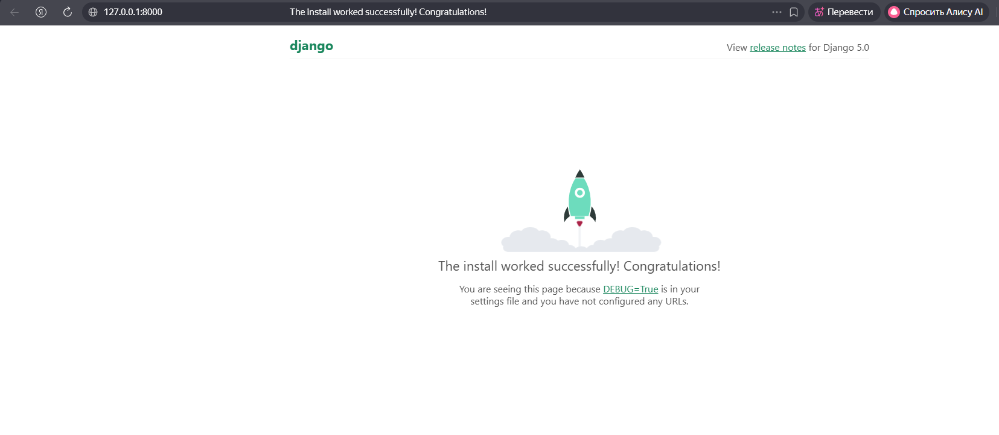 127.0.0.1:8000 The install worked successfully! Congratulations! Перевести Спросить Алису AI
django View release notes for Django 5.0
The install worked successfully! Congratulations!
You are seeing this page because DEBUG=True is in your
settings file and you have not configured any URLs.